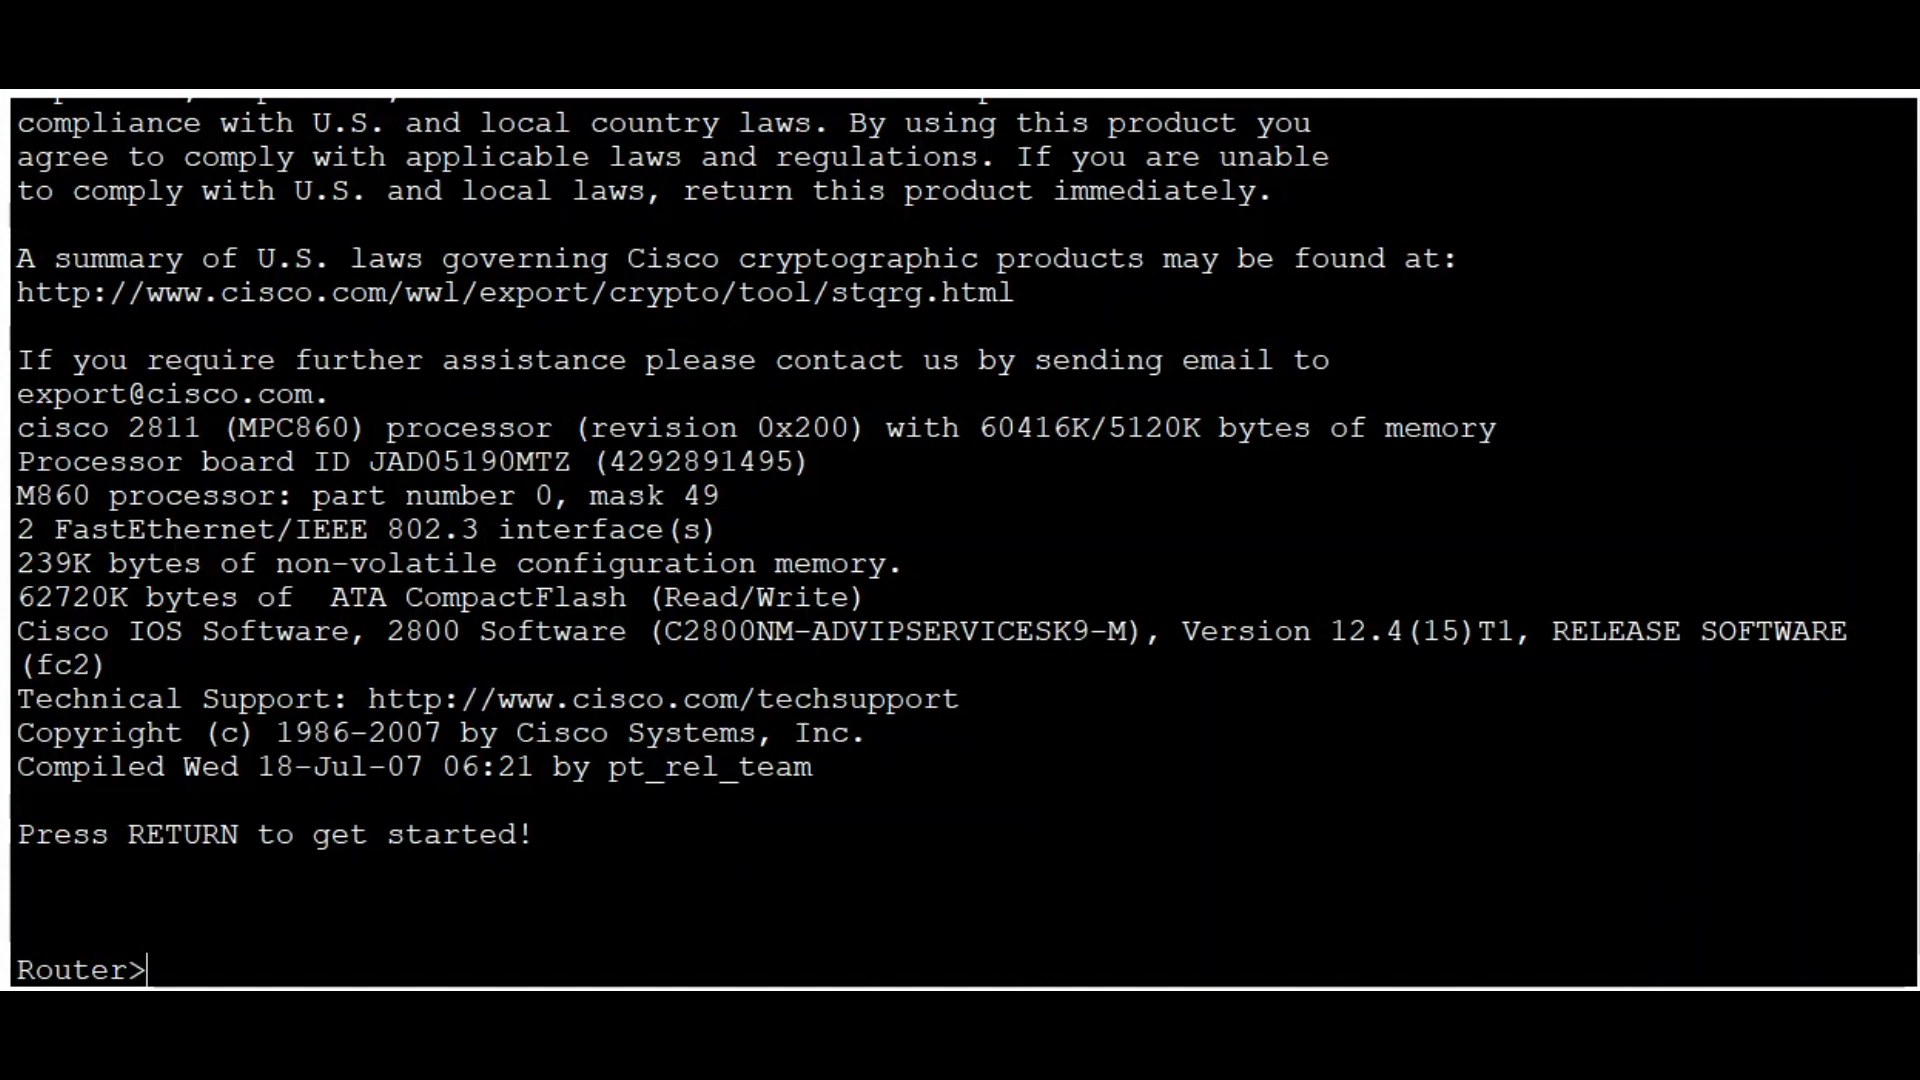 compliance with U.S. and local country laws. By using this product you
agree to comply with applicable laws and regulations. If you are unable
to comply with U.S. and local laws, return this product immediately.
A summary of U.S. laws governing Cisco cryptographic products may be found at:
http://www.cisco.com/wwl/export/crypto/tool/stqrg.html
If you require further assistance please contact us by sending email to
export@cisco.com.
cisco 2811 (MPC860) processor (revision 0x200) with 60416K/5120K bytes of memory
Processor board ID JAD05190MTZ (4292891495)
M860 processor: part number 0, mask 49
2 FastEthernet/IEEE 802.3 interface(s)
239K bytes of non-volatile configuration memory.
62720K bytes of  ATA CompactFlash (Read/Write)
Cisco IOS Software, 2800 Software (C2800NM-ADVIPSERVICESK9-M), Version 12.4(15)T1, RELEASE SOFTWARE
(fc2)
Technical Support: http://www.cisco.com/techsupport
Copyright (c) 1986-2007 by Cisco Systems, Inc.
Compiled Wed 18-Jul-07 06:21 by pt_rel_team
Press RETURN to get started!
Router>